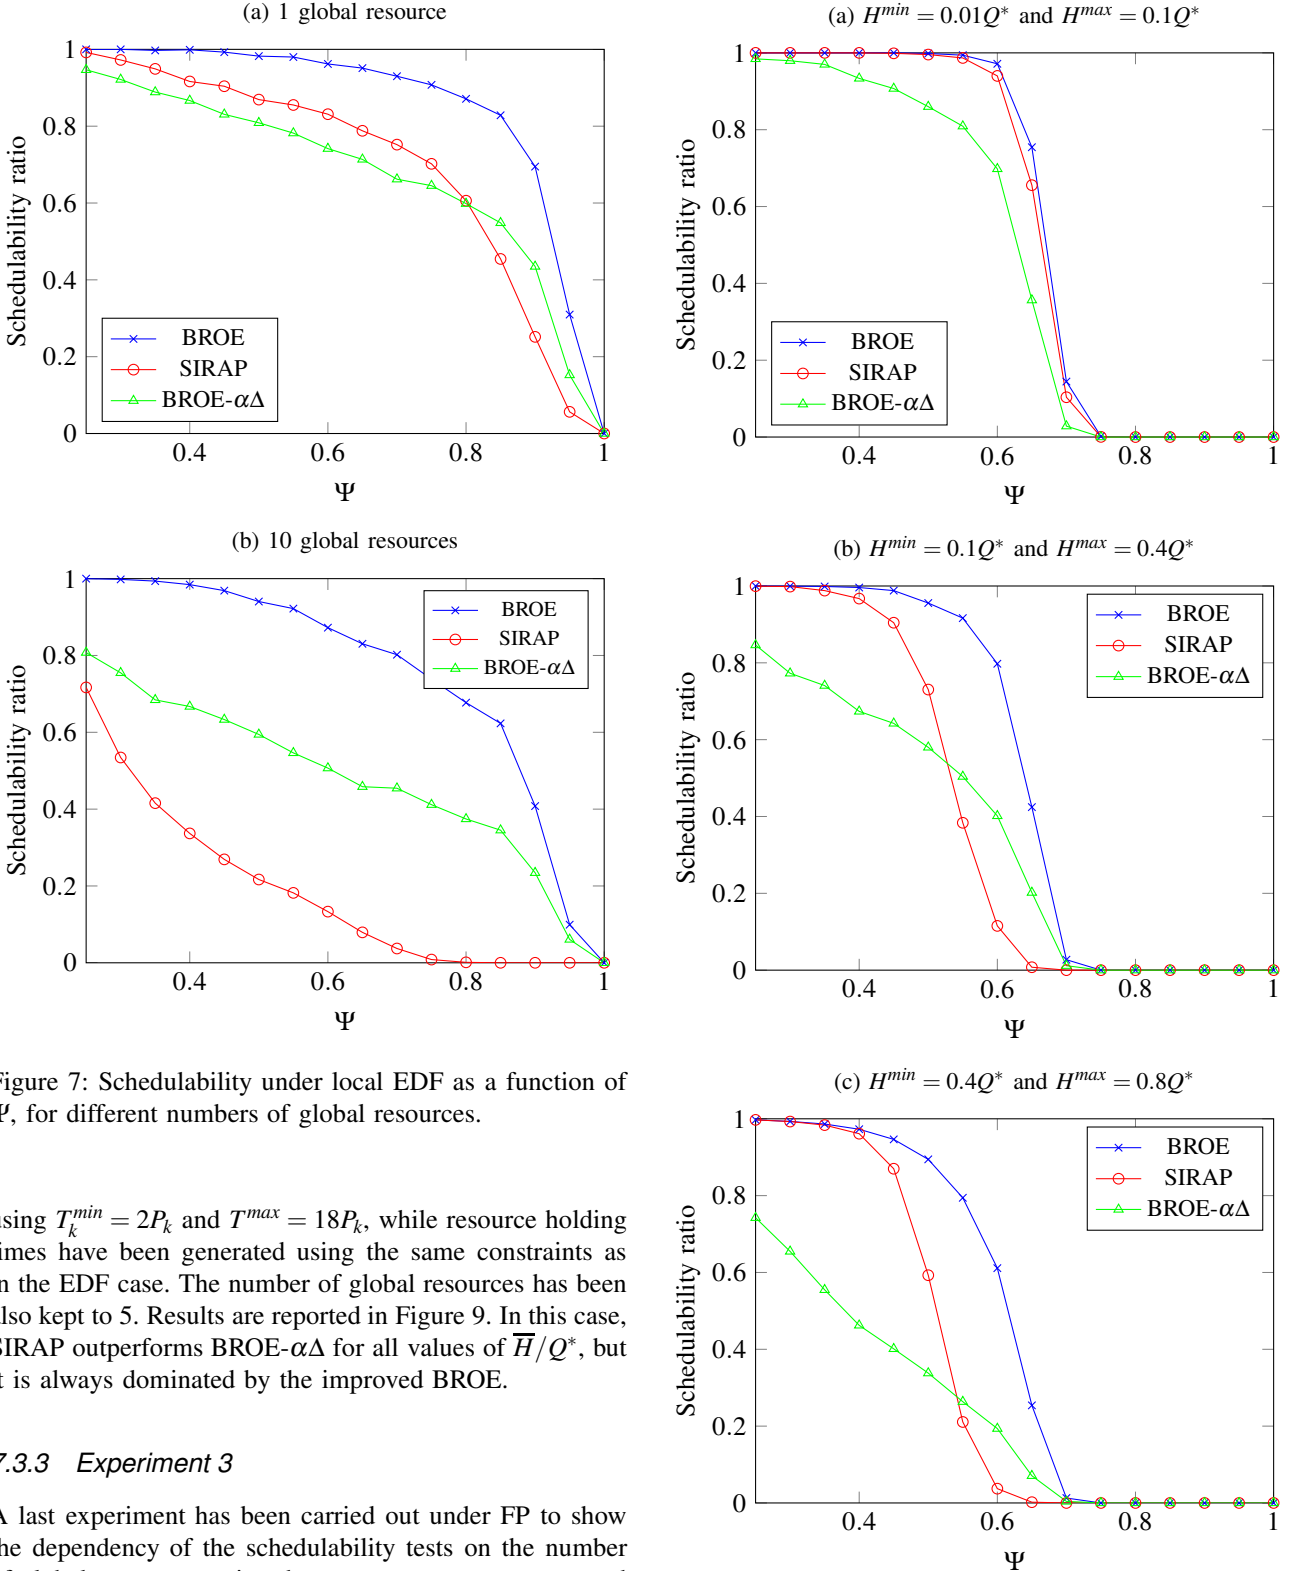 (a) 1 global resource
Schedulability ratio
1
0.8
0.6
0.4
0.2
0
0.4
0.6
0.8
1
Ψ
BROE
SIRAP
BROE-αΔ
(b) 10 global resources
Schedulability ratio
1
0.8
0.6
0.4
0.2
0
0.4
0.6
0.8
1
Ψ
BROE
SIRAP
BROE-αΔ
Figure 7: Schedulability under local EDF as a function of
Ψ, for different numbers of global resources.
using T_k^min = 2P_k and T^max = 18P_k, while resource holding
times have been generated using the same constraints as
in the EDF case. The number of global resources has been
also kept to 5. Results are reported in Figure 9. In this case,
SIRAP outperforms BROE-αΔ for all values of H̅/Q*, but
it is always dominated by the improved BROE.
7.3.3 Experiment 3
A last experiment has been carried out under FP to show
the dependency of the schedulability tests on the number
(a) H^min = 0.01Q* and H^max = 0.1Q*
Schedulability ratio
1
0.8
0.6
0.4
0.2
0
0.4
0.6
0.8
1
Ψ
BROE
SIRAP
BROE-αΔ
(b) H^min = 0.1Q* and H^max = 0.4Q*
Schedulability ratio
1
0.8
0.6
0.4
0.2
0
0.4
0.6
0.8
1
Ψ
BROE
SIRAP
BROE-αΔ
(c) H^min = 0.4Q* and H^max = 0.8Q*
Schedulability ratio
1
0.8
0.6
0.4
0.2
0
0.4
0.6
0.8
1
Ψ
BROE
SIRAP
BROE-αΔ